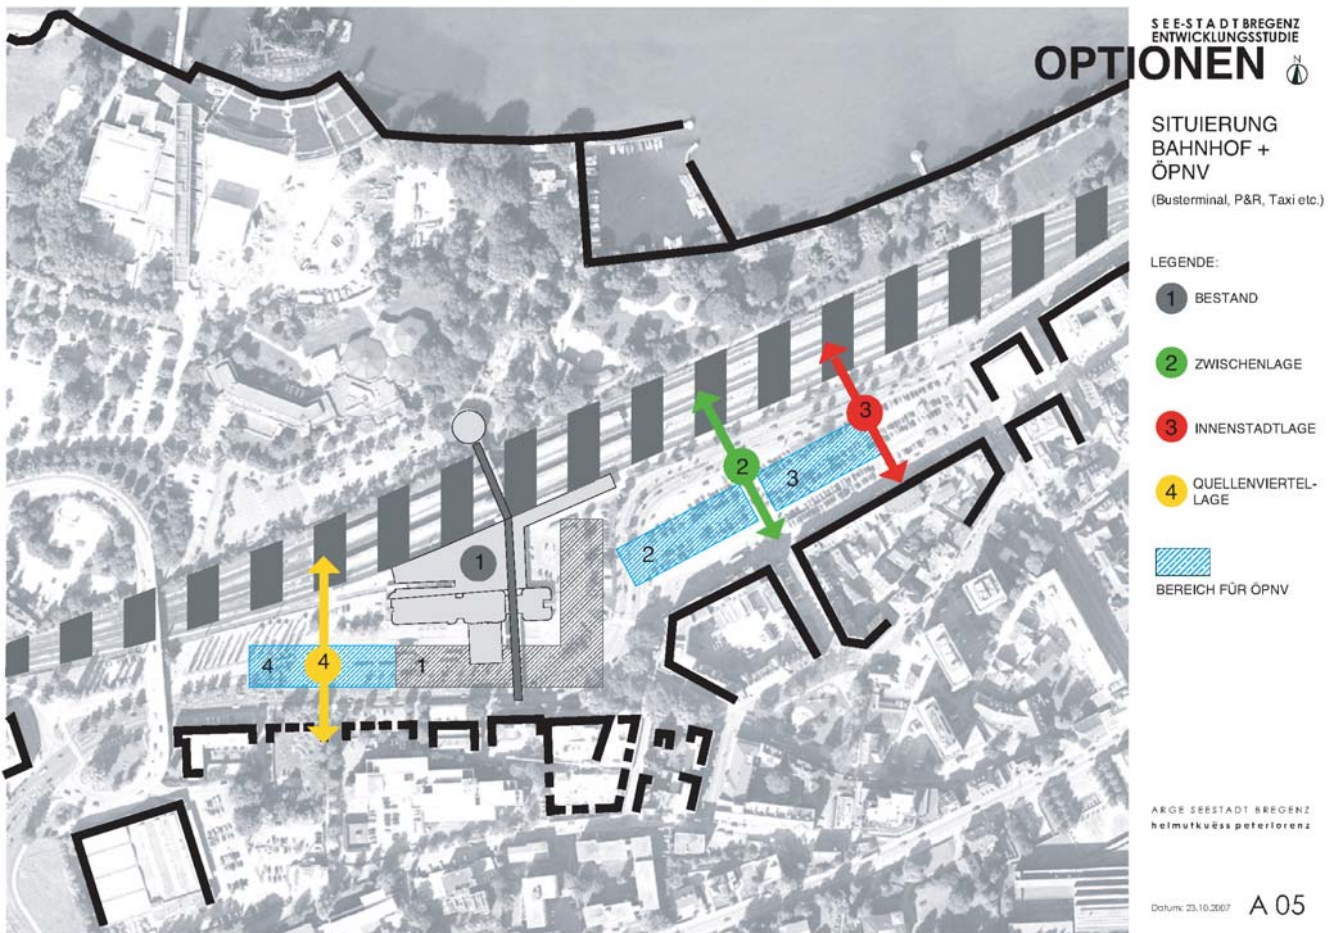 SEE-STADT BREGENZ
ENTWICKLUNGSSTUDIE
OPTIONEN
N
SITUIERUNG
BAHNHOF +
ÖPNV
(Busterminal, P&R, Taxi etc.)
LEGENDE:
1 BESTAND
2 ZWISCHENLAGE
3 INNENSTADTLAGE
4 QUELLENVIERTEL-
LAGE
BEREICH FÜR ÖPNV
3
2
3
2
1
4
4
1
ARGE SEESTADT BREGENZ
helmutkuëss peterlorenz
Datum: 23.10.2007 A 05